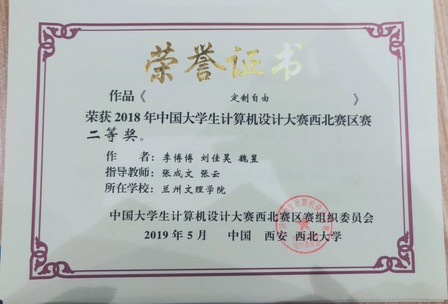 荣誉证书
作品《 定制自由 》
荣获2018年中国大学生计算机设计大赛西北赛区赛
二等奖。
作者：李博博 刘佳昊 魏昱
指导教师：张成文 张云
所在学校：兰州文理学院
中国大学生计算机设计大赛西北赛区赛组织委员会
2019年5月 中国 西安 西北大学